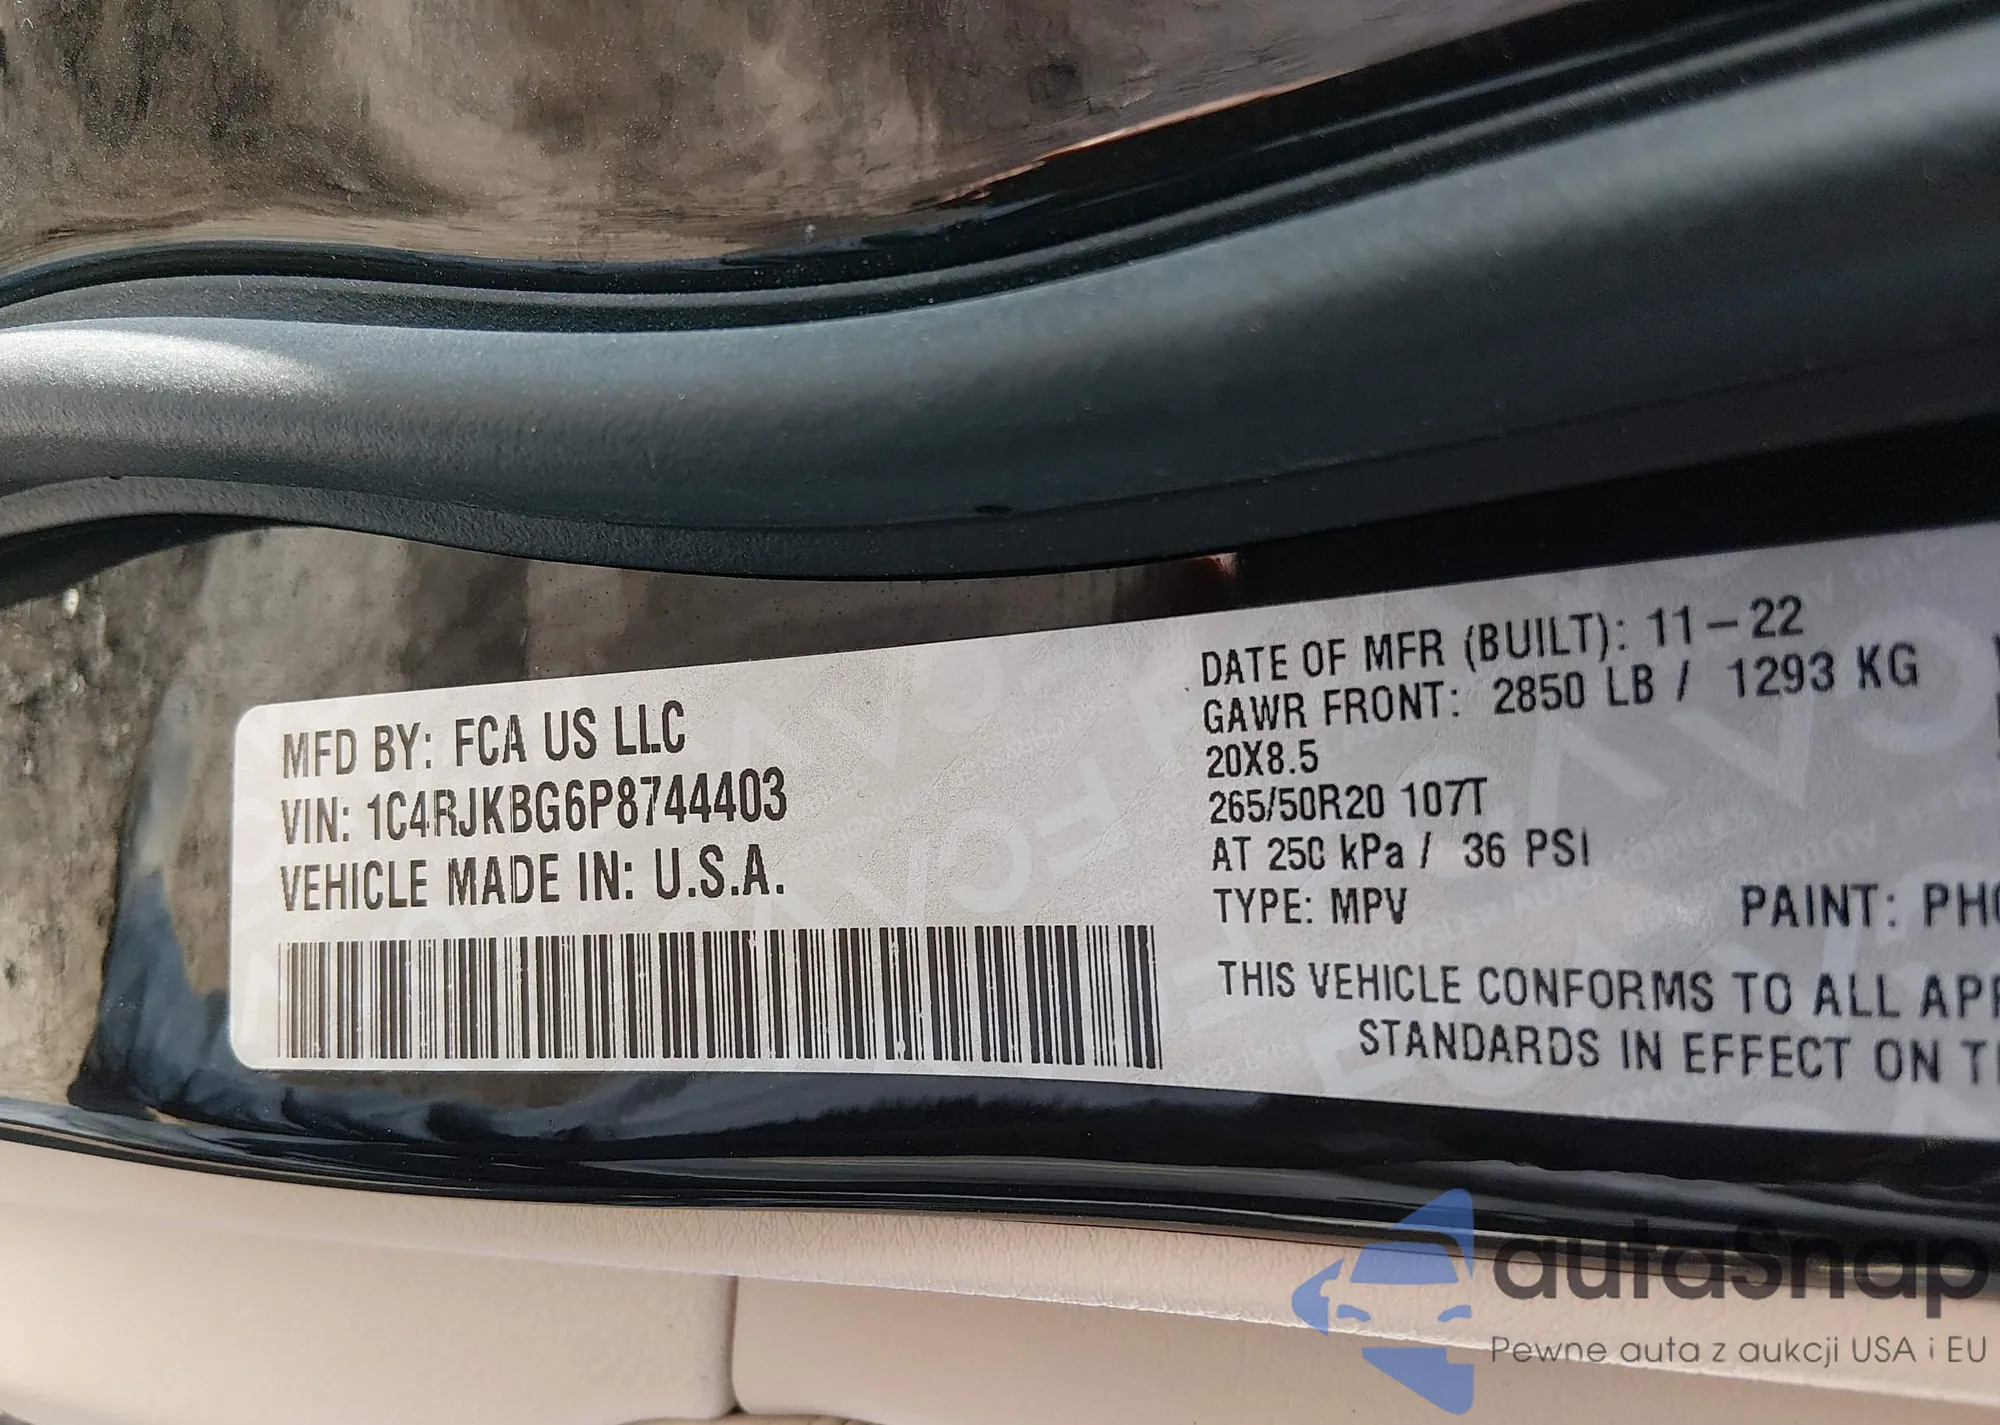 MFD BY: FCA US LLC
VIN: 1C4RJKBG6P8744403
VEHICLE MADE IN: U.S.A.
DATE OF MFR (BUILT): 11-22
GAWR FRONT: 2850 LB / 1293 KG
20X8.5
265/50R20 107T
AT 250 kPa / 36 PSI
TYPE: MPV
PAINT:
THIS VEHICLE CONFORMS TO ALL
STANDARDS IN EFFECT ON
autaSnap
Pewne auta z aukcji USA i EU